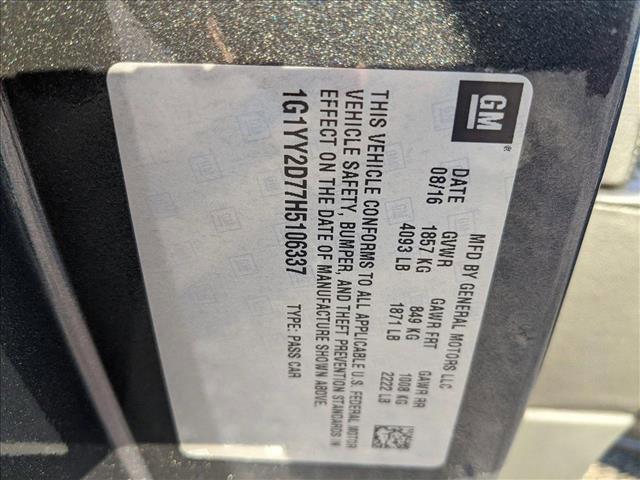 GM
®
MFD BY GENERAL MOTORS LLC
DATE GVWR GAWR FRT GAWR RR
08/16 1857 KG 849 KG 1008 KG
4093 LB 1871 LB 2222 LB
THIS VEHICLE CONFORMS TO ALL APPLICABLE U.S. FEDERAL MOTOR
VEHICLE SAFETY, BUMPER, AND THEFT PREVENTION STANDARDS IN
EFFECT ON THE DATE OF MANUFACTURE SHOWN ABOVE.
1G1YY2D77H5106337 TYPE: PASS CAR